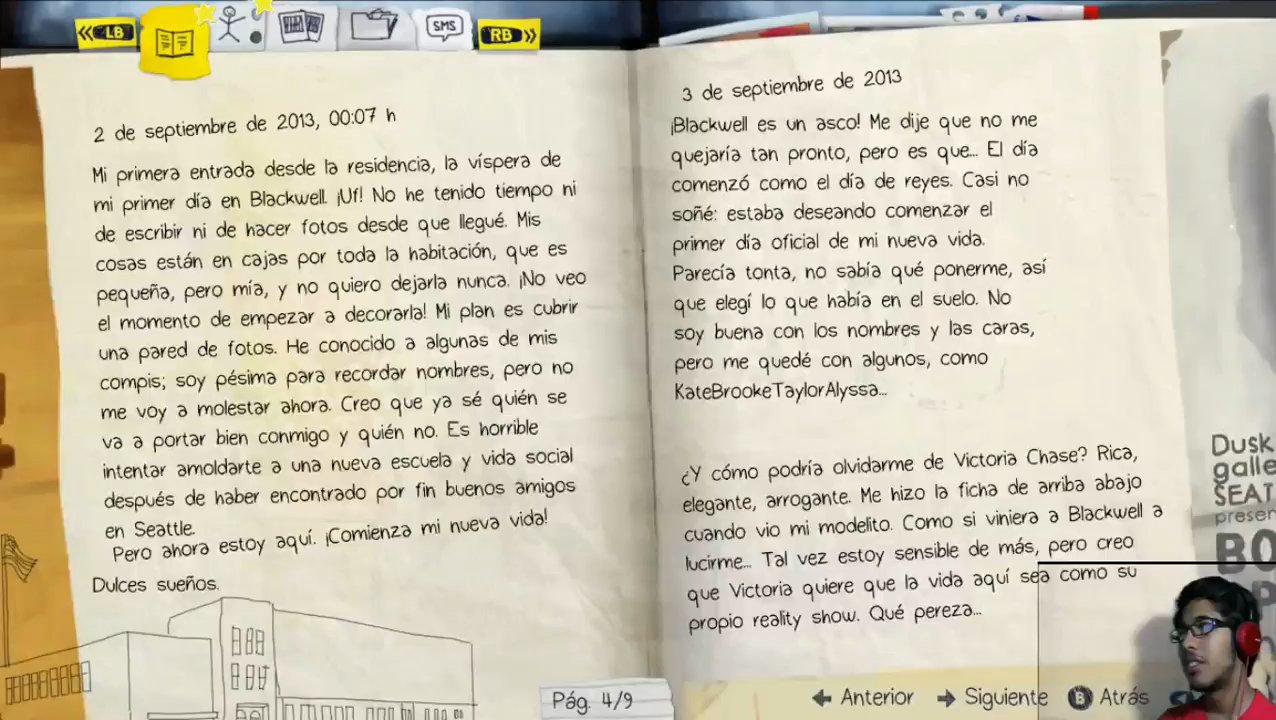 LB
SMS
RB
2 de septiembre de 2013, 00:07 h
Mi primera entrada desde la residencia, la víspera de
mi primer día en Blackwell. ¡Uf! No he tenido tiempo ni
de escribir ni de hacer fotos desde que llegué. Mis
cosas están en cajas por toda la habitación, que es
pequeña, pero mía, y no quiero dejarla nunca. ¡No veo
el momento de empezar a decorarla! Mi plan es cubrir
una pared de fotos. He conocido a algunas de mis
compis; soy pésima para recordar nombres, pero no
me voy a molestar ahora. Creo que ya sé quién se
va a portar bien conmigo y quién no. Es horrible
intentar amoldarte a una nueva escuela y vida social
después de haber encontrado por fin buenos amigos
en Seattle.
Pero ahora estoy aquí. ¡Comienza mi nueva vida!
Dulces sueños.
3 de septiembre de 2013
¡Blackwell es un asco! Me dije que no me
quejaría tan pronto, pero es que... El día
comenzó como el día de reyes. Casi no
soñé: estaba deseando comenzar el
primer día oficial de mi nueva vida.
Parecía tonta, no sabía qué ponerme, así
que elegí lo que había en el suelo. No
soy buena con los nombres y las caras,
pero me quedé con algunos, como
KateBrookeTaylorAlyssa...
¿Y cómo podría olvidarme de Victoria Chase? Rica,
elegante, arrogante. Me hizo la ficha de arriba abajo
cuando vio mi modelito. Como si viniera a Blackwell a
lucirme... Tal vez estoy sensible de más, pero creo
que Victoria quiere que la vida aquí sea como su
propio reality show. Qué pereza...
Dusk
galle
SEAT
presen
BO
Pág. 4/9
Anterior
Siguiente
B Atrás